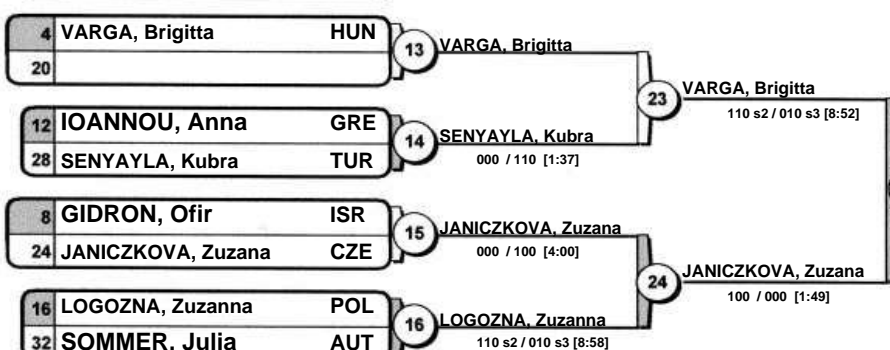 4 VARGA, Brigitta HUN
20
13 VARGA, Brigitta
12 IOANNOU, Anna GRE
28 SENYAYLA, Kubra TUR
14 SENYAYLA, Kubra
000 / 110 [1:37]
23 VARGA, Brigitta
110 s2 / 010 s3 [8:52]
8 GIDRON, Ofir ISR
24 JANICZKOVA, Zuzana CZE
15 JANICZKOVA, Zuzana
000 / 100 [4:00]
16 LOGOZNA, Zuzanna POL
32 SOMMER, Julia AUT
16 LOGOZNA, Zuzanna
110 s2 / 010 s3 [8:58]
24 JANICZKOVA, Zuzana
100 / 000 [1:49]